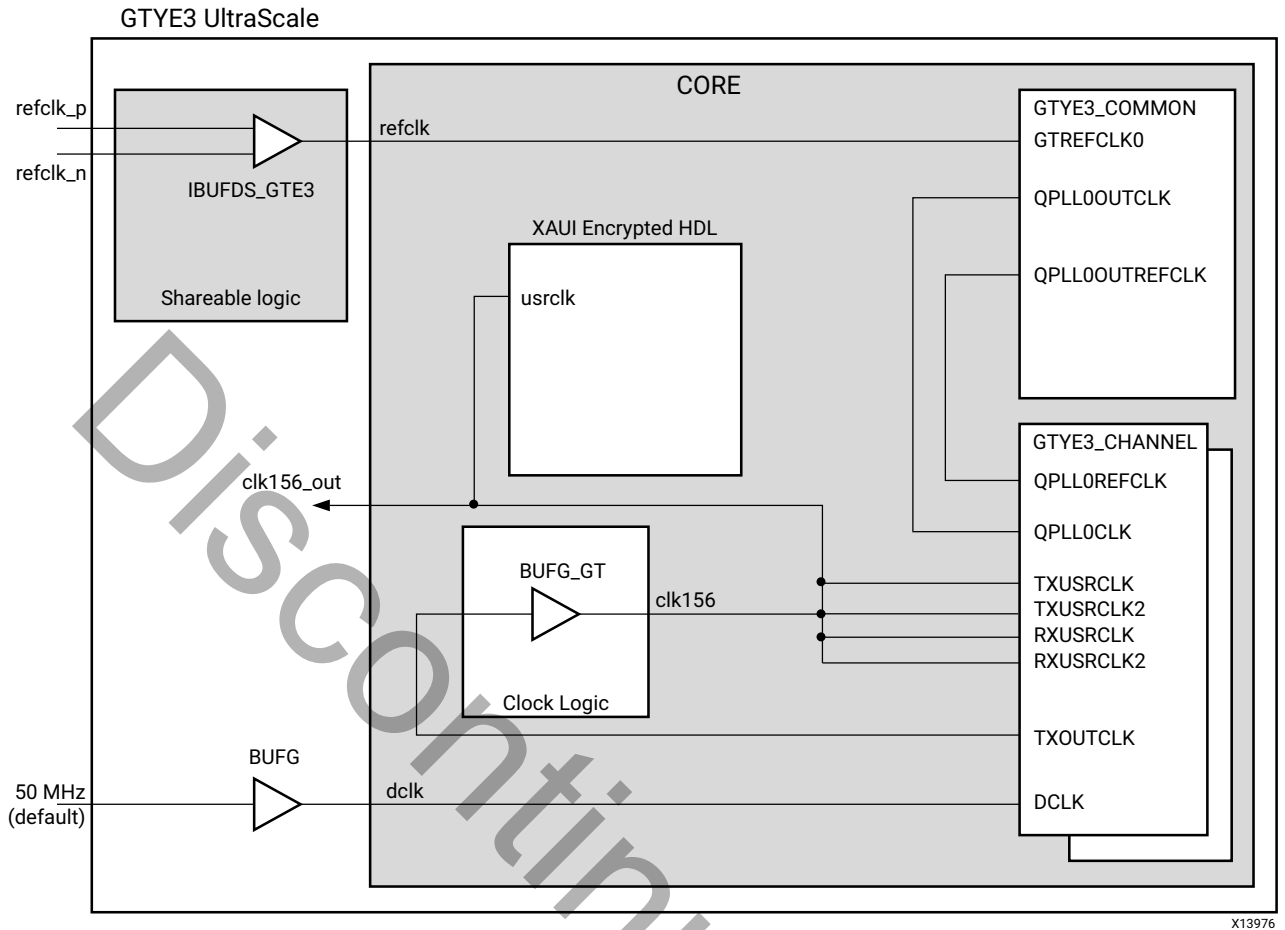 GTYE3 UltraScale
CORE
refclk_p
refclk_n
IBUFDS_GTE3
Shareable logic
refclk
GTYE3_COMMON
GTREFCLK0
QPLL0OUTCLK
QPLL0OUTREFCLK
XAUI Encrypted HDL
usrclk
clk156_out
GTYE3_CHANNEL
QPLL0REFCLK
QPLL0CLK
TXUSRCLK
TXUSRCLK2
RXUSRCLK
RXUSRCLK2
TXOUTCLK
DCLK
BUFG_GT
clk156
Clock Logic
BUFG
50 MHz
(default)
dclk
X13976